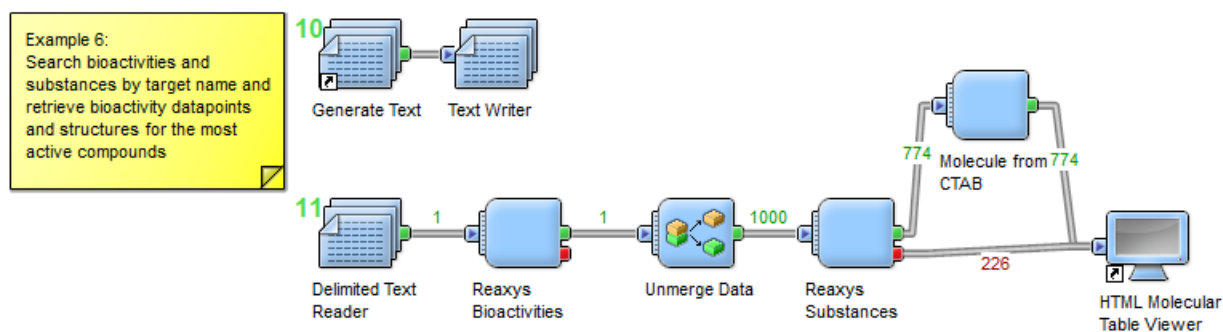 Example 6:
Search bioactivities and
substances by target name and
retrieve bioactivity datapoints
and structures for the most
active compounds
10
Generate Text
Text Writer
774
Molecule from
CTAB
774
11
1
1
1000
226
Delimited Text
Reader
Reaxys
Bioactivities
Unmerge Data
Reaxys
Substances
HTML Molecular
Table Viewer